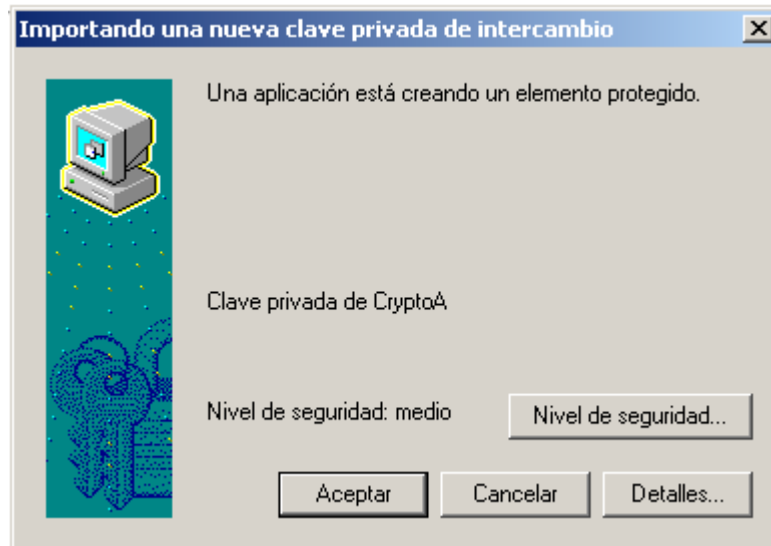 Importando una nueva clave privada de intercambio
Una aplicación está creando un elemento protegido.
Clave privada de CryptoA
Nivel de seguridad: medio
Nivel de seguridad...
Aceptar
Cancelar
Detalles...